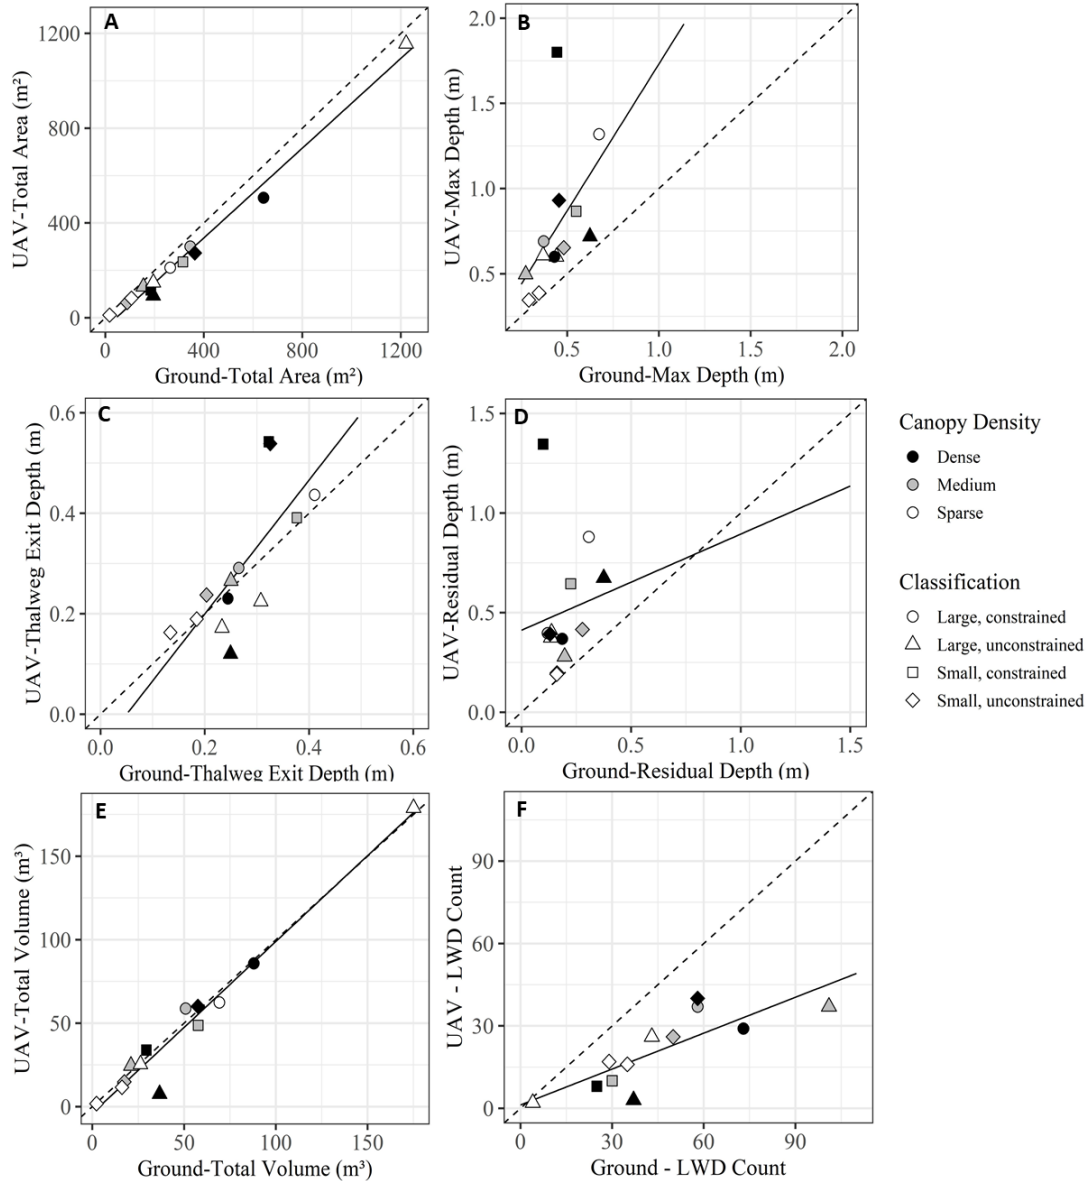 A
1200
800
400
0
UAV-Total Area (m²)
0 400 800 1200
Ground-Total Area (m²)
B
2.0
1.5
1.0
0.5
UAV-Max Depth (m)
0.5 1.0 1.5 2.0
Ground-Max Depth (m)
C
0.6
0.4
0.2
0.0
UAV-Thalweg Exit Depth (m)
0.0 0.2 0.4 0.6
Ground-Thalweg Exit Depth (m)
D
1.5
1.0
0.5
0.0
UAV-Residual Depth (m)
0.0 0.5 1.0 1.5
Ground-Residual Depth (m)
Canopy Density
Dense
Medium
Sparse
Classification
Large, constrained
Large, unconstrained
Small, constrained
Small, unconstrained
E
150
100
50
0
UAV-Total Volume (m³)
0 50 100 150
Ground-Total Volume (m³)
F
90
60
30
0
UAV - LWD Count
0 30 60 90
Ground - LWD Count